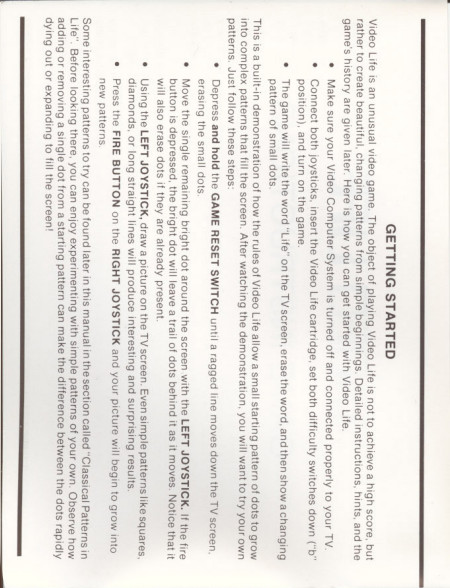 GETTING STARTED
Video Life is an unusual video game. The object of playing Video Life is not to achieve a high score, but
rather to create beautiful, changing patterns from simple beginnings. Detailed instructions, hints, and the
game's history are given later. Here is how you can get started with Video Life.
• Make sure your Video Computer System is turned off and connected properly to your TV.
• Connect both joysticks, insert the Video Life cartridge, set both difficulty switches down ("b"
position), and turn on the game.
• The game will write the word "Life" on the TV screen, erase the word, and then show a changing
pattern of small dots.
This is a built-in demonstration of how the rules of Video Life allow a small starting pattern of dots to grow
into complex patterns that fill the screen. After watching the demonstration, you will want to try your own
patterns. Just follow these steps:
• Depress and hold the GAME RESET SWITCH until a ragged line moves down the TV screen,
erasing the small dots.
• Move the single remaining bright dot around the screen with the LEFT JOYSTICK. If the fire
button is depressed, the bright dot will leave a trail of dots behind it as it moves. Notice that it
will also erase dots if they are already present.
• Using the LEFT JOYSTICK, draw a picture on the TV screen. Even simple patterns like squares,
diamonds, or long straight lines will produce interesting and surprising results.
• Press the FIRE BUTTON on the RIGHT JOYSTICK and your picture will begin to grow into
new patterns.
Some interesting patterns to try can be found later in this manual in the section called "Classical Patterns in
Life". Before looking there, you can enjoy experimenting with simple patterns of your own. Observe how
adding or removing a single dot from a starting pattern can make the difference between the dots rapidly
dying out or expanding to fill the screen!